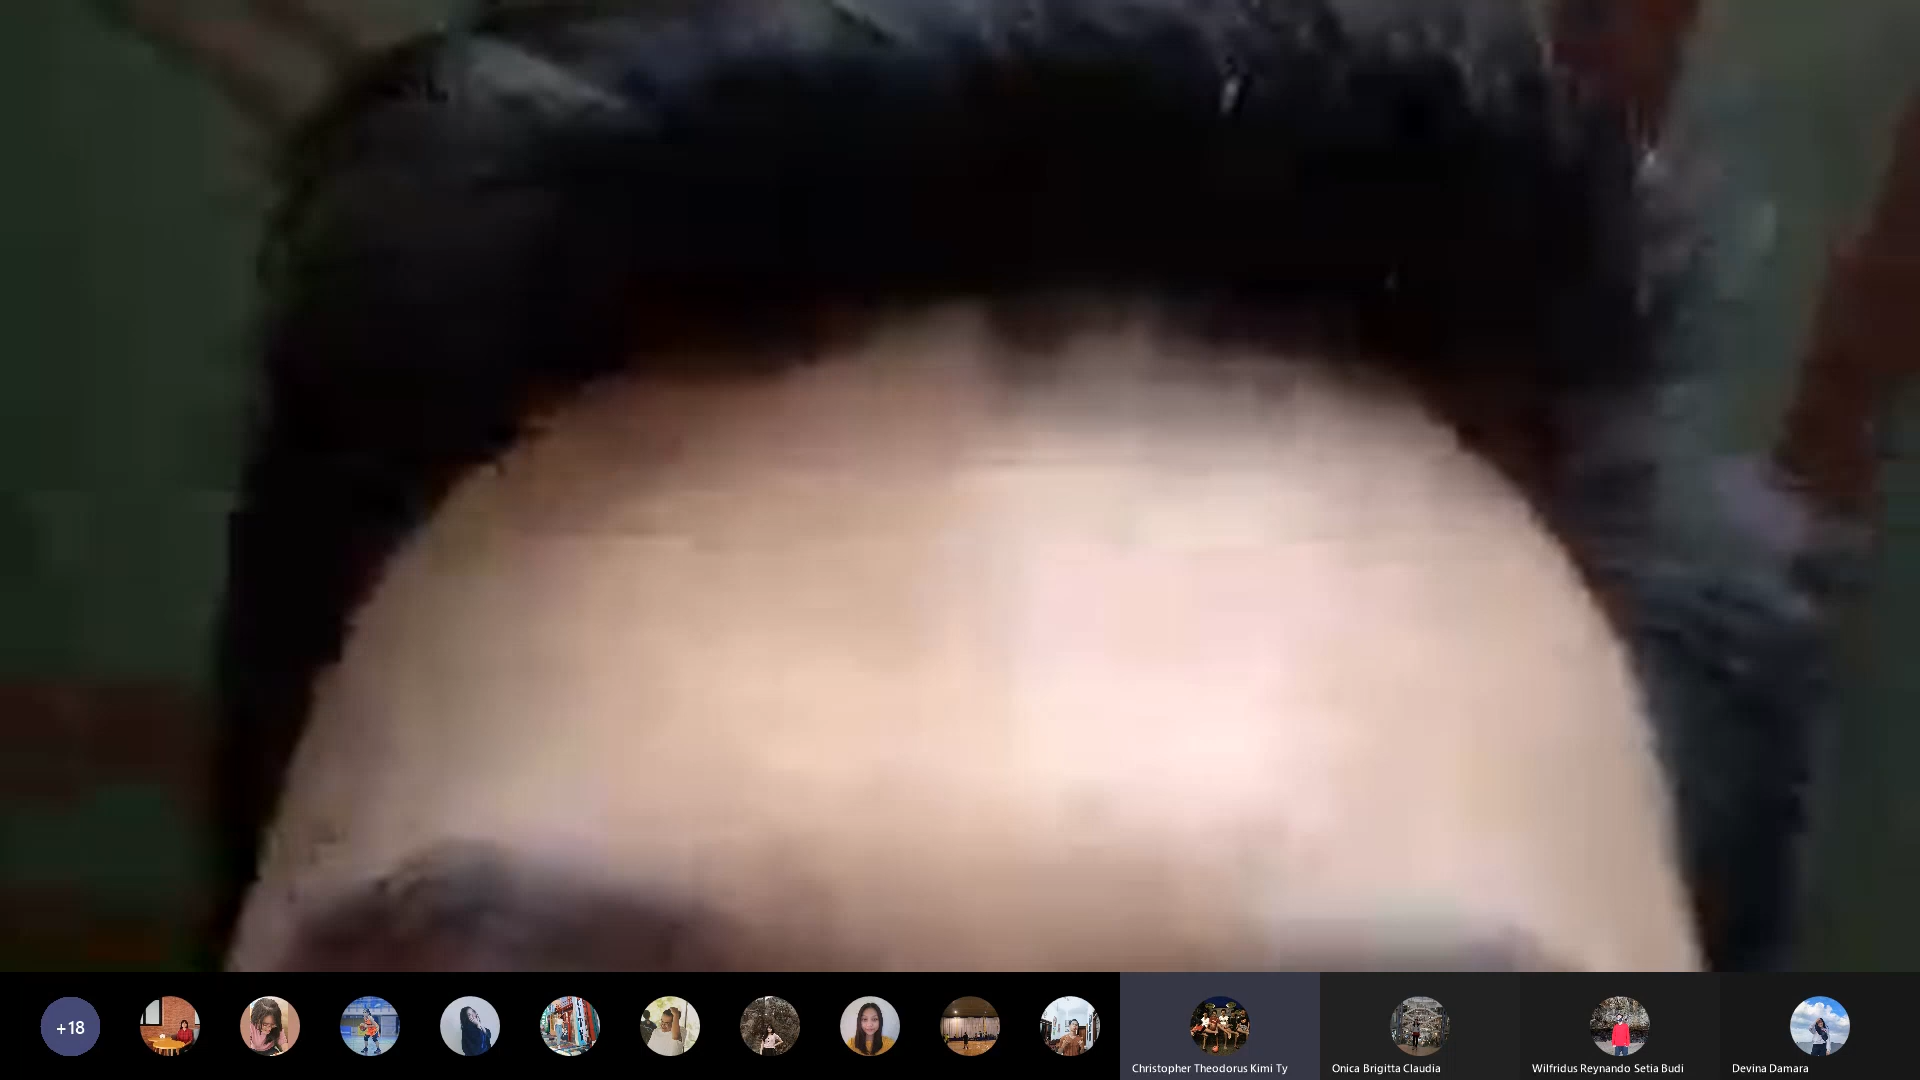 +18
Christopher Theodorus Kimi Ty
Onica Brigitta Claudia
Wilfridus Reynando Setia Budi
Devina Damara